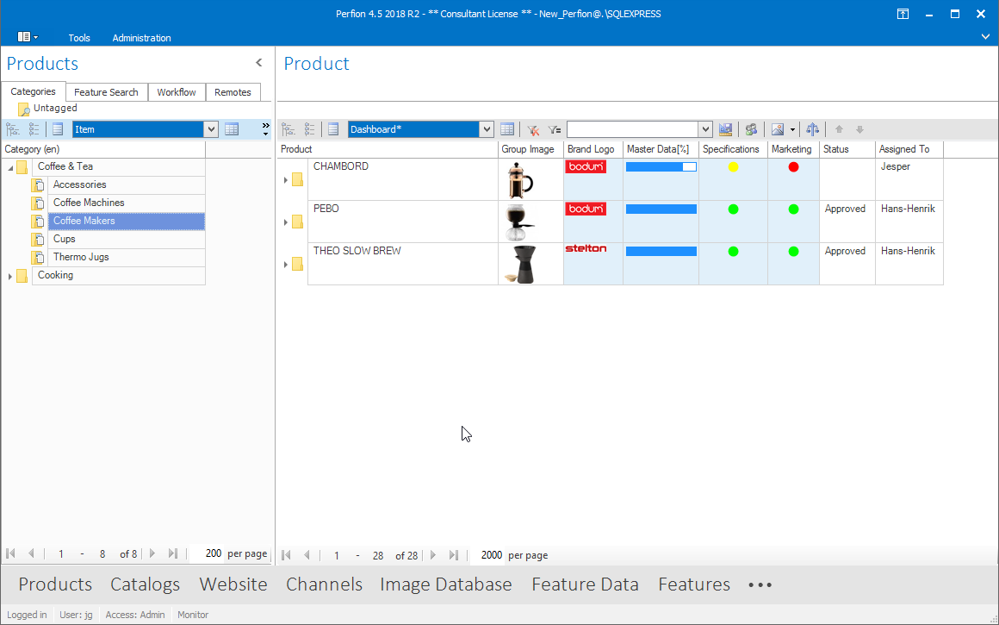 Perfion 4.5 2018 R2 - ** Consultant License ** - New_Perfion@.\SQLEXPRESS
Tools Administration
Products
Categories Feature Search Workflow Remotes
Untagged
Item
Category (en)
Coffee & Tea
Accessories
Coffee Machines
Coffee Makers
Cups
Thermo Jugs
Cooking
1 - 8 of 8 200 per page
Product
Dashboard*
Product Group Image Brand Logo Master Data[%] Specifications Marketing Status Assigned To
CHAMBORD bodum Jesper
PEBO bodum Approved Hans-Henrik
THEO SLOW BREW stelton Approved Hans-Henrik
1 - 28 of 28 2000 per page
Products Catalogs Website Channels Image Database Feature Data Features •••
Logged in User: jg Access: Admin Monitor